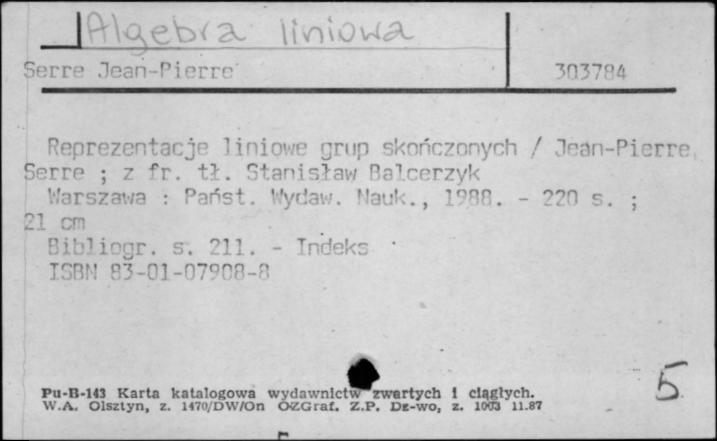 Algebra liniowa
Serre Jean-Pierre 303784
Reprezentacje liniowe grup skończonych / Jean-Pierre
Serre ; z fr. tł. Stanisław Balcerzyk
Warszawa : Państ. Wydaw. Nauk., 1988. - 220 s. ;
21 cm
Bibliogr. s. 211. - Indeks
ISBN 83-01-07908-8
5
Pu-B-143 Karta katalogowa wydawnictw zwartych i ciągłych.
W.A. Olsztyn, z. 1470/DW/On OZGraf. Z.P. Dz-wo, z. 1003 11.87